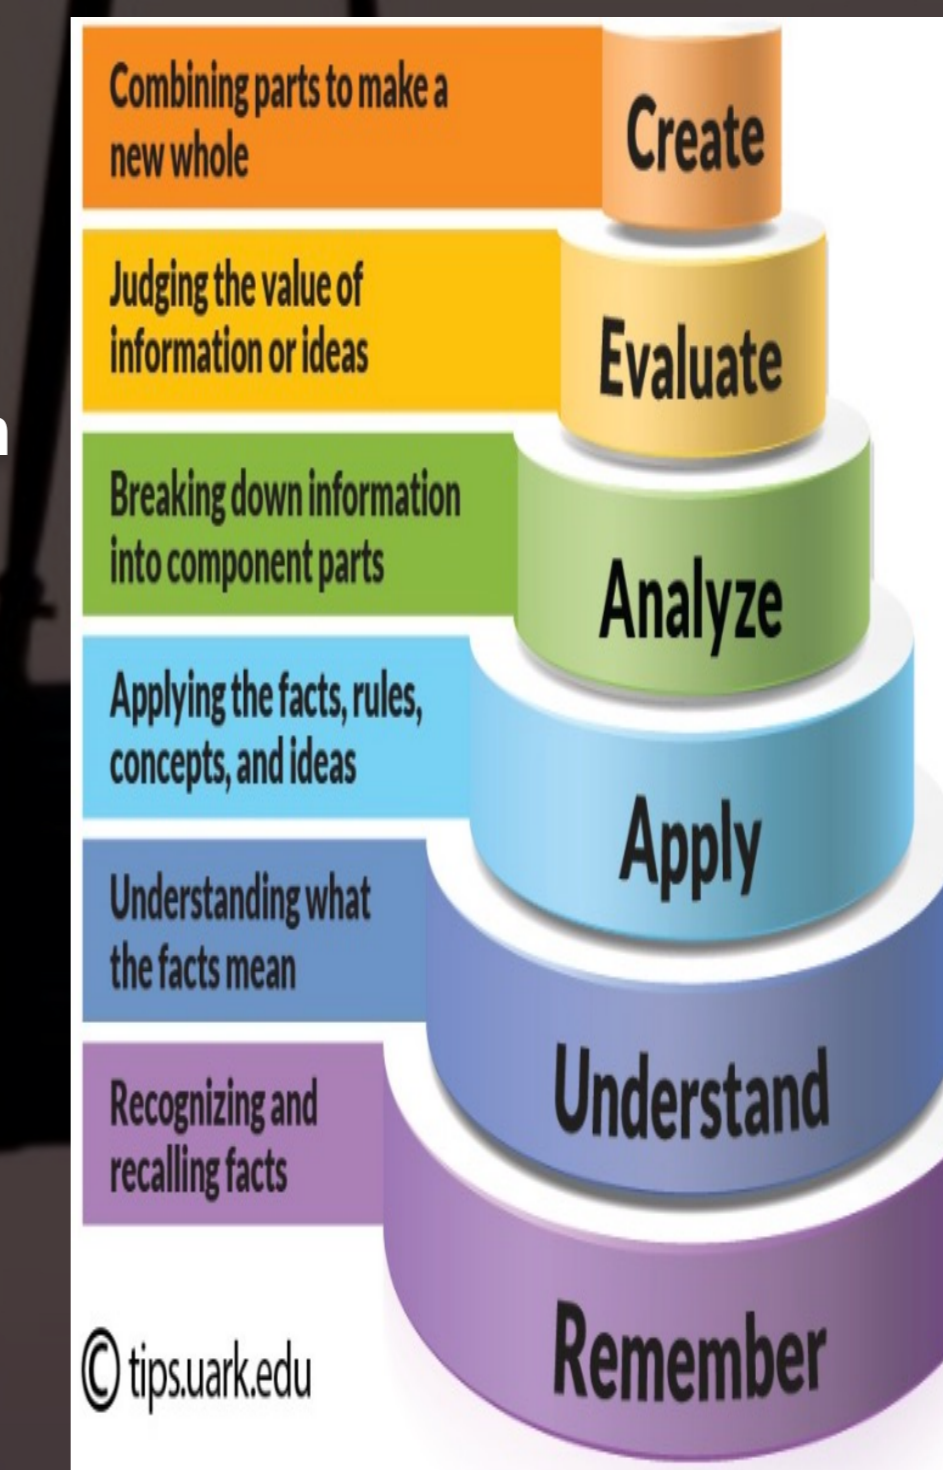 Combining parts to make a
new whole
Create
Judging the value of
information or ideas
Evaluate
n
Breaking down information
into component parts
Analyze
Applying the facts, rules,
concepts, and ideas
Apply
Understanding what
the facts mean
Understand
Recognizing and
recalling facts
Remember
© tips.uark.edu